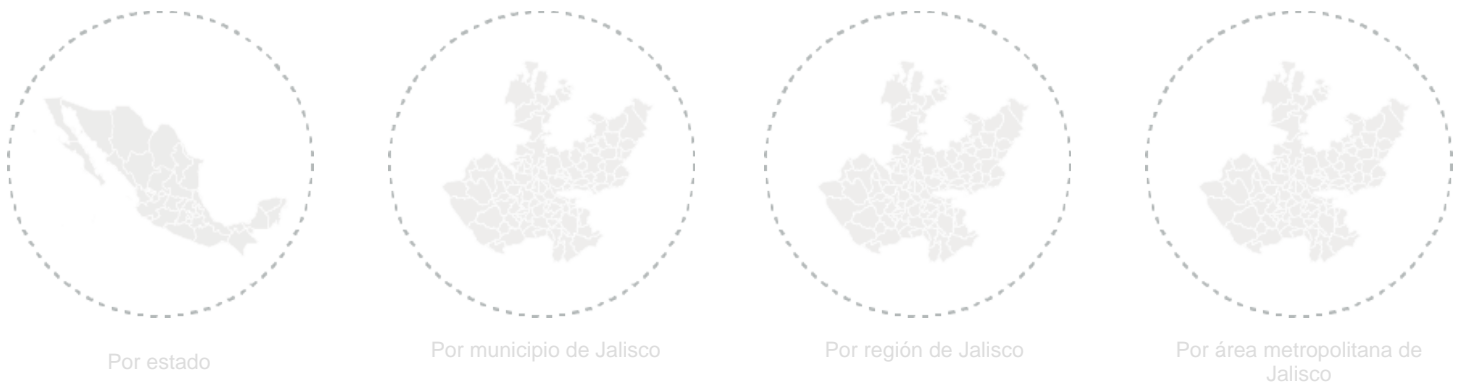 Por estado
Por municipio de Jalisco
Por región de Jalisco
Por área metropolitana de
Jalisco